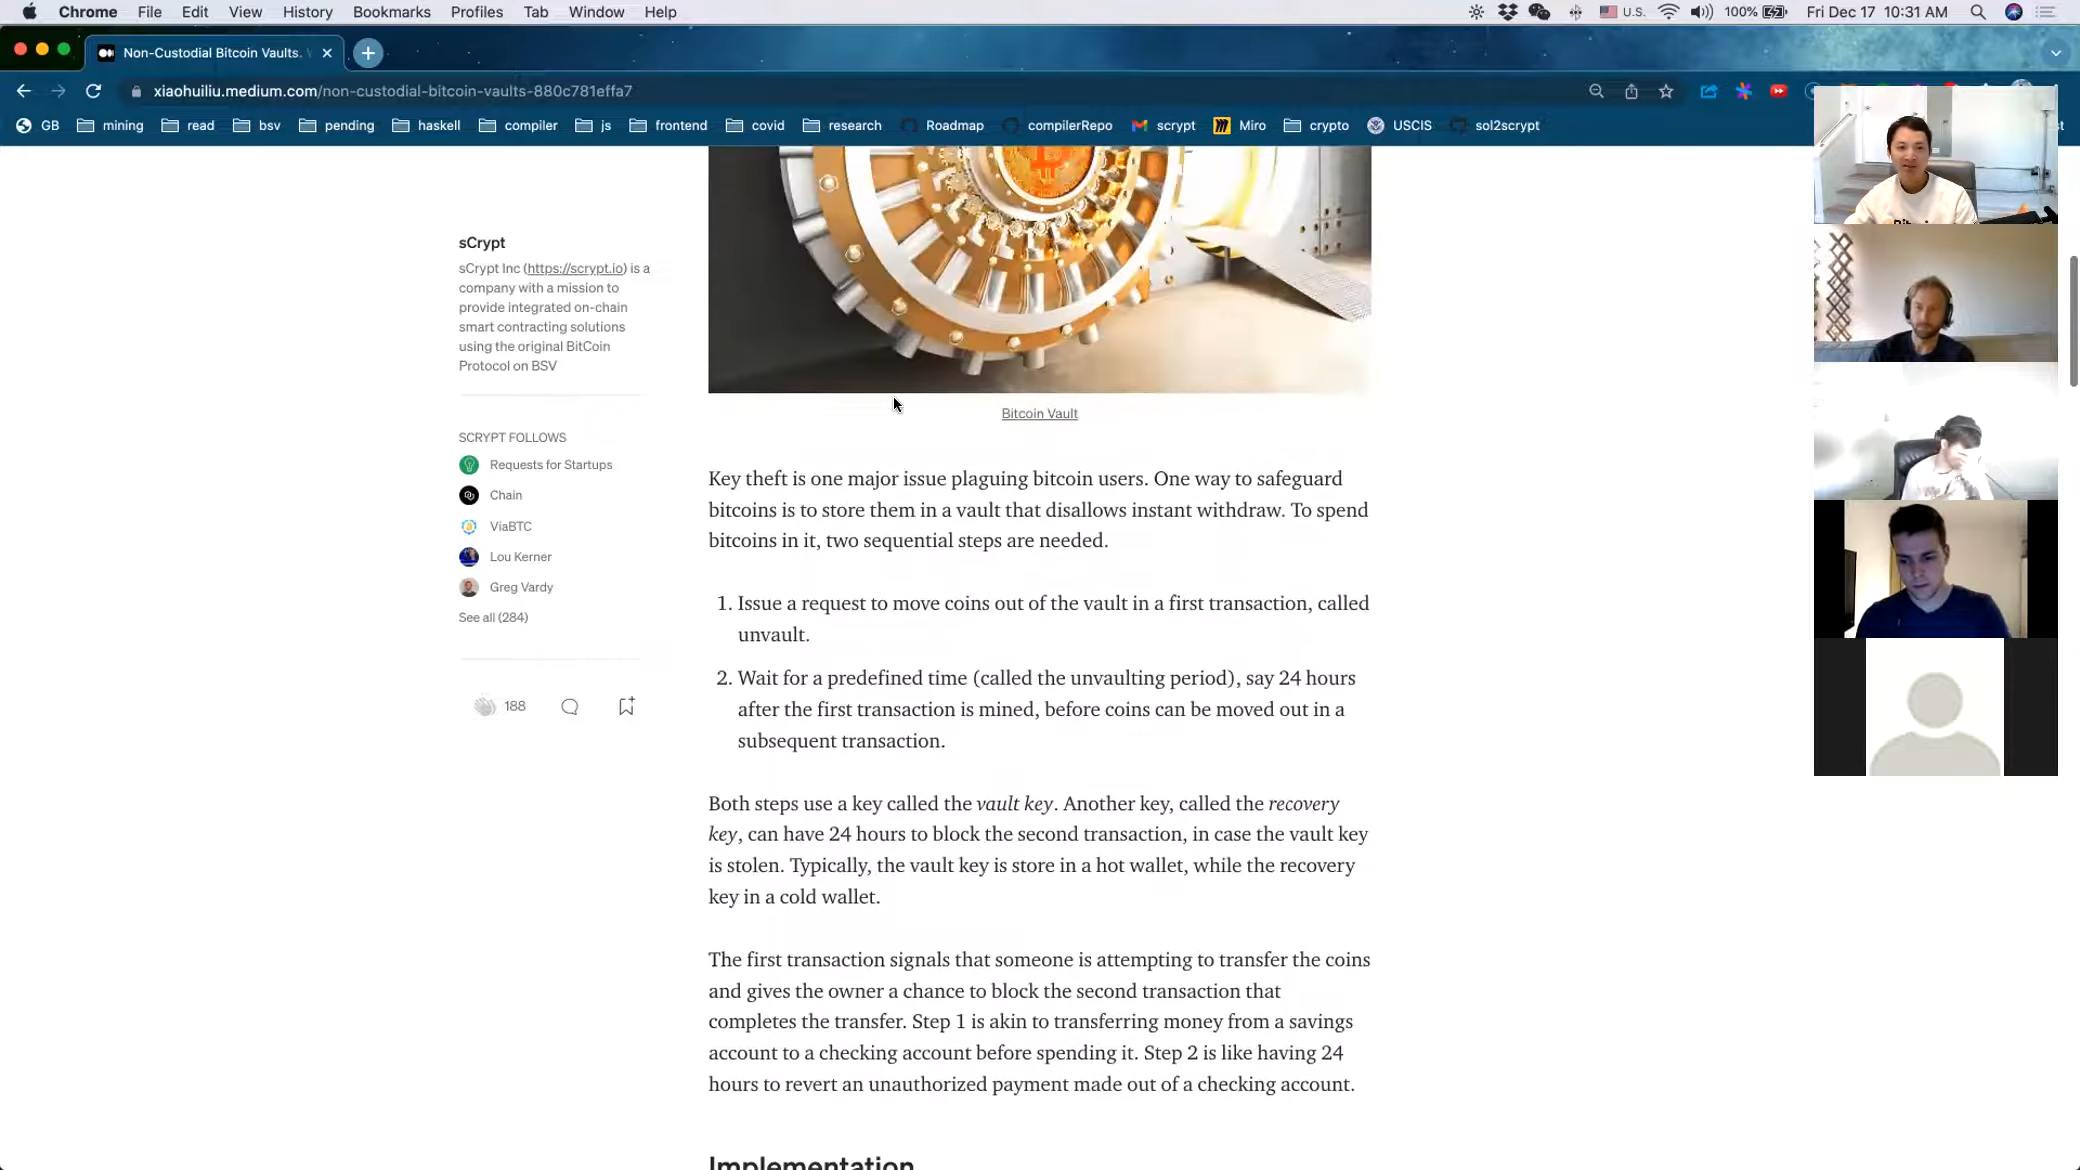 Chrome File Edit View History Bookmarks Profiles Tab Window Help U.S. 100% Fri Dec 17 10:31 AM
Non-Custodial Bitcoin Vaults.
xiaohuiliu.medium.com/non-custodial-bitcoin-vaults-880c781effa7
GB mining read bsv pending haskell compiler js frontend covid research Roadmap compilerRepo scrypt Miro crypto USCIS sol2scrypt
sCrypt
sCrypt Inc (https://scrypt.io) is a
company with a mission to
provide integrated on-chain
smart contracting solutions
using the original BitCoin
Protocol on BSV
SCRYPT FOLLOWS
Requests for Startups
Chain
ViaBTC
Lou Kerner
Greg Vardy
See all (284)
188
Bitcoin Vault
Key theft is one major issue plaguing bitcoin users. One way to safeguard
bitcoins is to store them in a vault that disallows instant withdraw. To spend
bitcoins in it, two sequential steps are needed.
1. Issue a request to move coins out of the vault in a first transaction, called
unvault.
2. Wait for a predefined time (called the unvaulting period), say 24 hours
after the first transaction is mined, before coins can be moved out in a
subsequent transaction.
Both steps use a key called the vault key. Another key, called the recovery
key, can have 24 hours to block the second transaction, in case the vault key
is stolen. Typically, the vault key is store in a hot wallet, while the recovery
key in a cold wallet.
The first transaction signals that someone is attempting to transfer the coins
and gives the owner a chance to block the second transaction that
completes the transfer. Step 1 is akin to transferring money from a savings
account to a checking account before spending it. Step 2 is like having 24
hours to revert an unauthorized payment made out of a checking account.
Implementation